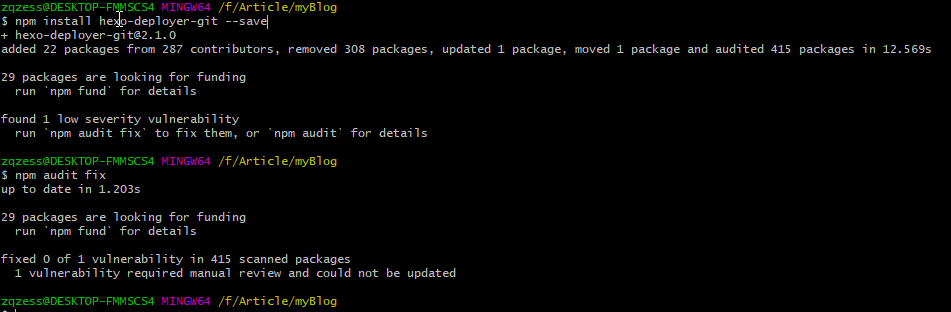 zqzess@DESKTOP-FMMSCS4 MINGW64 /f/Article/myBlog
$ npm install hexo-deployer-git --save
+ hexo-deployer-git@2.1.0
added 22 packages from 287 contributors, removed 308 packages, updated 1 package, moved 1 package and audited 415 packages in 12.569s
29 packages are looking for funding
run `npm fund` for details
found 1 low severity vulnerability
run `npm audit fix` to fix them, or `npm audit` for details
zqzess@DESKTOP-FMMSCS4 MINGW64 /f/Article/myBlog
$ npm audit fix
up to date in 1.203s
29 packages are looking for funding
run `npm fund` for details
fixed 0 of 1 vulnerability in 415 scanned packages
1 vulnerability required manual review and could not be updated
zqzess@DESKTOP-FMMSCS4 MINGW64 /f/Article/myBlog
$